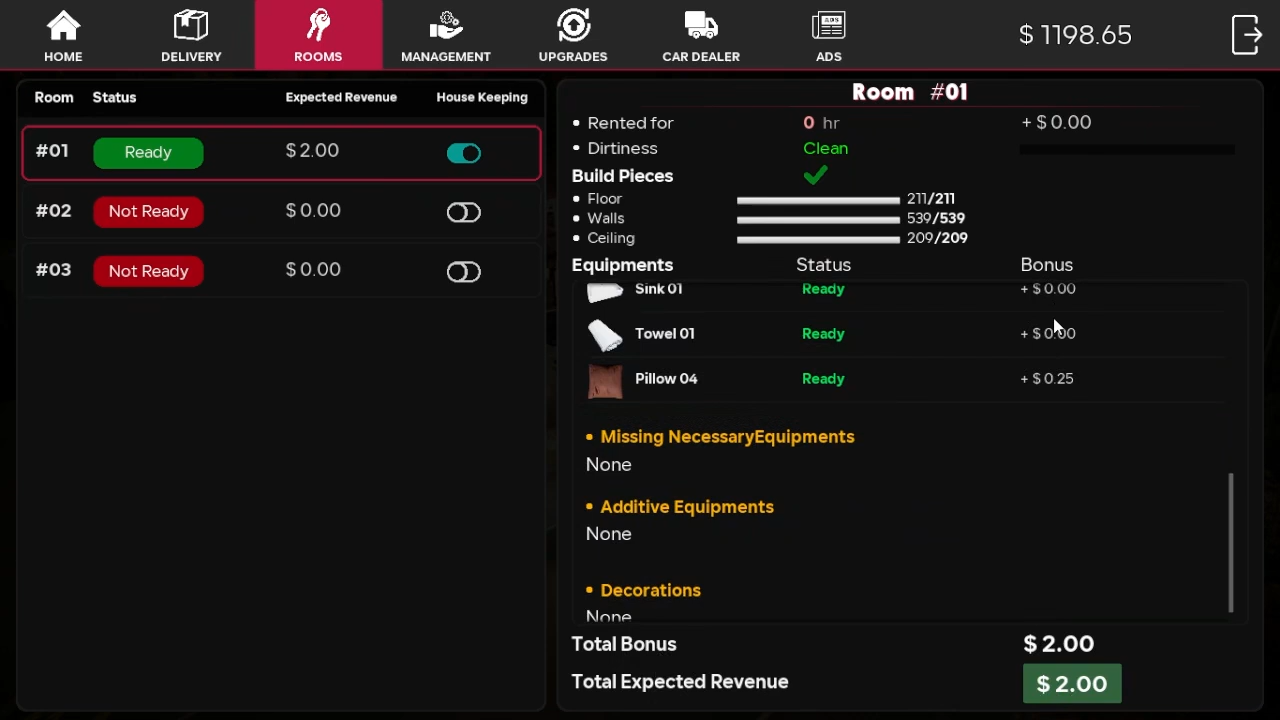 HOME DELIVERY ROOMS MANAGEMENT UPGRADES CAR DEALER ADS $ 1198.65
Room Status Expected Revenue House Keeping
#01 Ready $ 2.00
#02 Not Ready $ 0.00
#03 Not Ready $ 0.00
Room #01
• Rented for 0 hr + $ 0.00
• Dirtiness Clean
Build Pieces
• Floor 211/211
• Walls 539/539
• Ceiling 209/209
Equipments Status Bonus
Sink 01 Ready + $ 0.00
Towel 01 Ready + $ 0.00
Pillow 04 Ready + $ 0.25
• Missing NecessaryEquipments
None
• Additive Equipments
None
• Decorations
None
Total Bonus $ 2.00
Total Expected Revenue $ 2.00